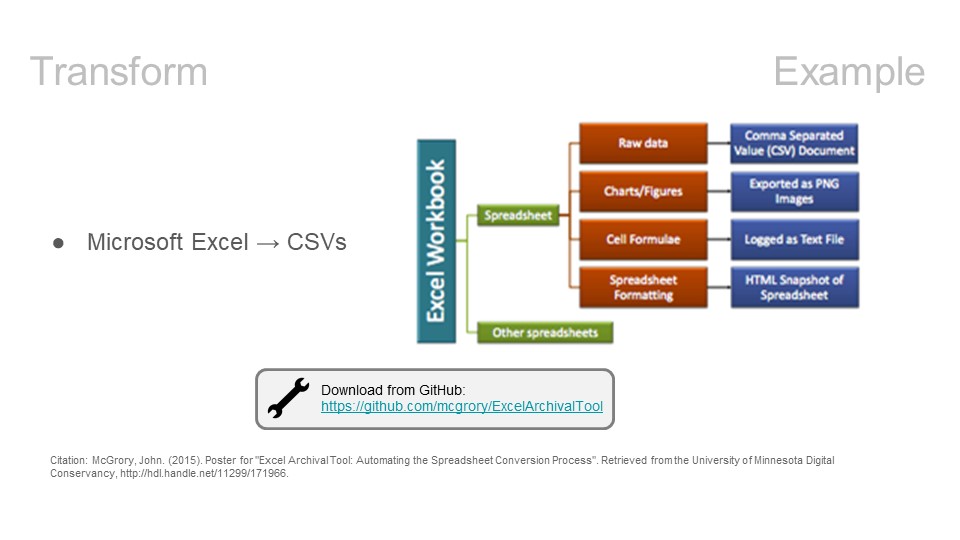 Transform
Example
● Microsoft Excel → CSVs
Excel Workbook
Spreadsheet
Other spreadsheets
Raw data
Comma Separated
Value (CSV) Document
Charts/Figures
Exported as PNG
Images
Cell Formulae
Logged as Text File
Spreadsheet
Formatting
HTML Snapshot of
Spreadsheet
Download from GitHub:
https://github.com/mcgrory/ExcelArchivalTool
Citation: McGrory, John. (2015). Poster for "Excel Archival Tool: Automating the Spreadsheet Conversion Process". Retrieved from the University of Minnesota Digital
Conservancy, http://hdl.handle.net/11299/171966.